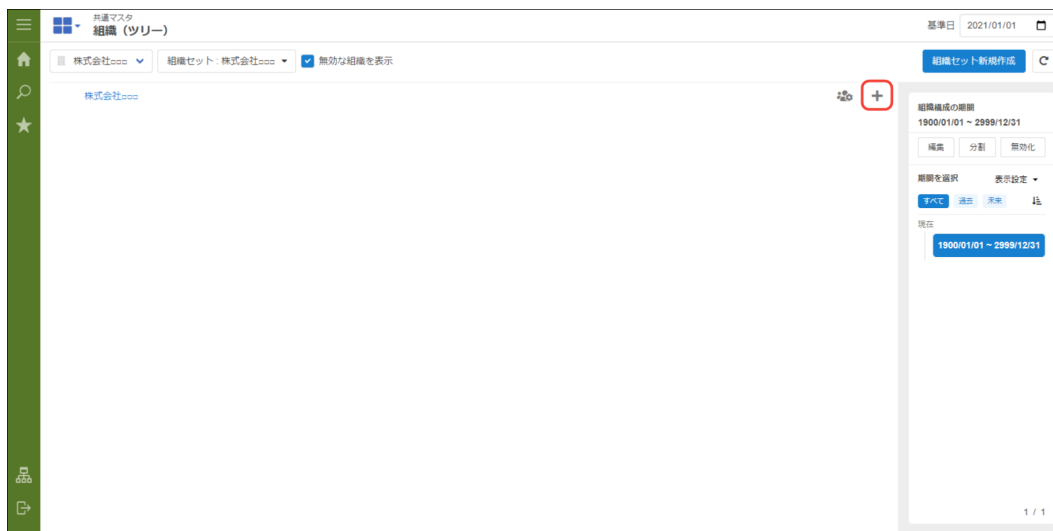 共通マスタ
組織（ツリー）
基準日 2021/01/01
株式会社□□□ 組織セット : 株式会社□□□ 無効な組織を表示 組織セット新規作成
株式会社□□□
組織構成の期間
1900/01/01 ~ 2999/12/31
編集 分割 無効化
期間を選択 表示設定
すべて 過去 未来
現在
1900/01/01 ~ 2999/12/31
1 / 1